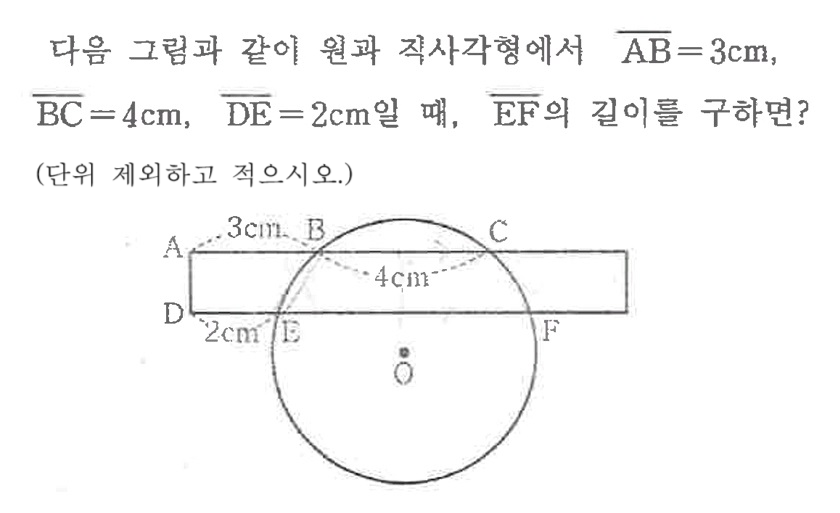 다음 그림과 같이 원과 직사각형에서 AB=3cm,
BC=4cm, DE=2cm일 때, EF의 길이를 구하면?
(단위 제외하고 적으시오.)
3cm B C
A
4cm
D 2cm E F
O